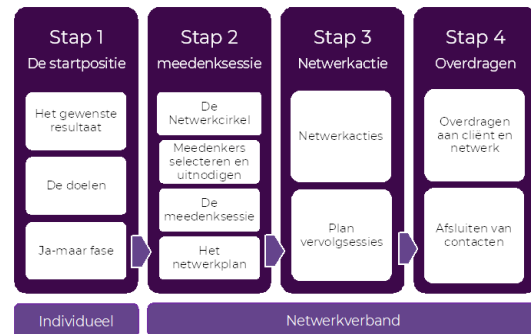 Stap 1
De startpositie
Het gewenste
resultaat
De doelen
Ja-maar fase
Stap 2
meedenksessie
De
Netwerkcirkel
Meedenkers
selecteren en
uitnodigen
De
meedenksessie
Het
netwerkplan
Stap 3
Netwerkactie
Netwerkacties
Plan
vervolgsessies
Stap 4
Overdragen
Overdragen
aan cliënt en
netwerk
Afsluiten van
contacten
Individueel
Netwerkverband